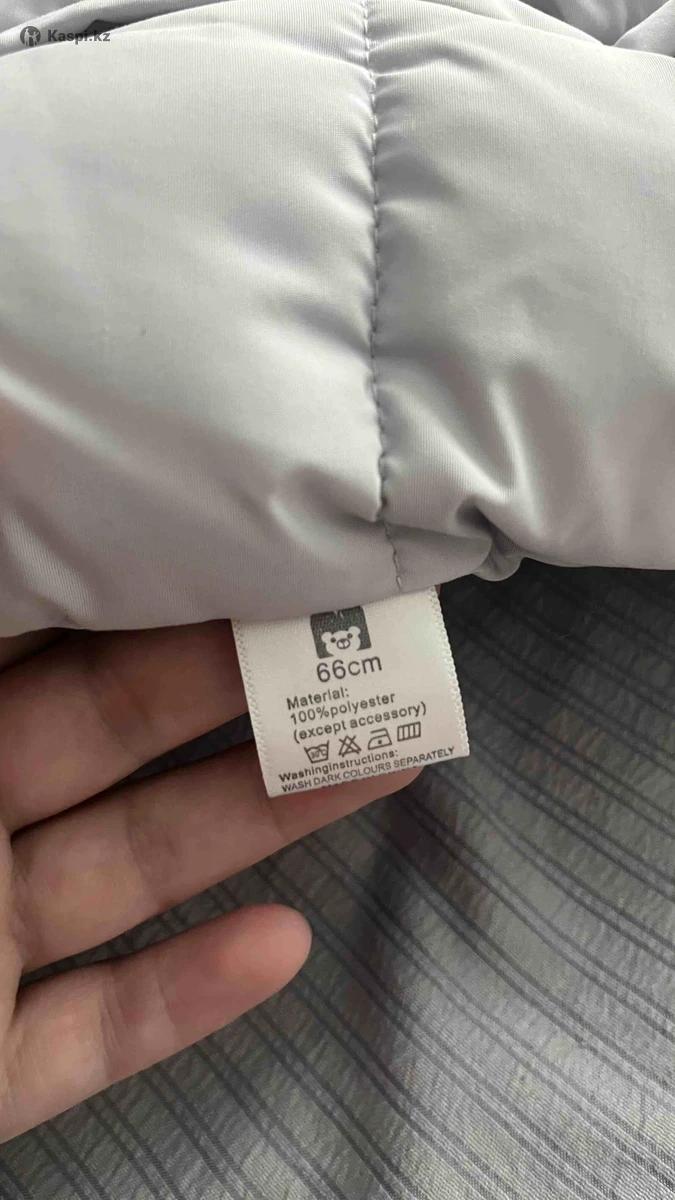 Kaspi.kz
66cm
Material:
100%polyester
(except accessory)
Washinginstructions:
WASH DARK COLOURS SEPARATELY